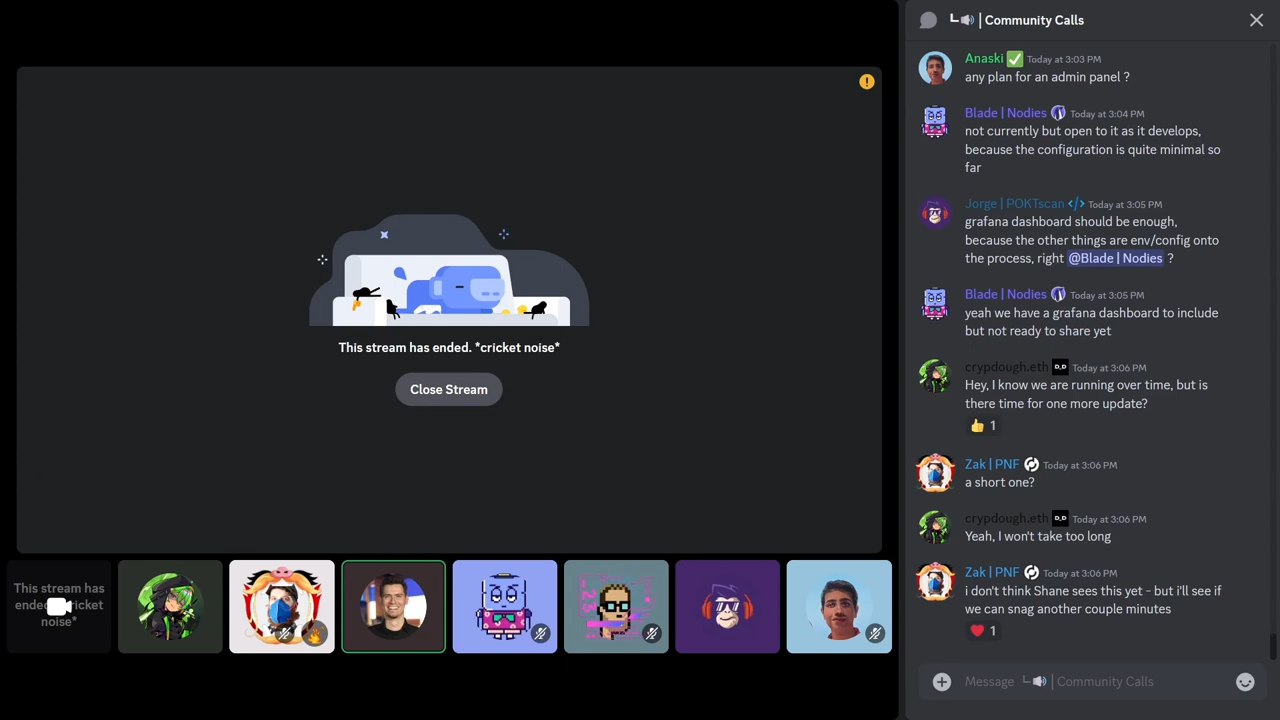 Community Calls
Anaski Today at 3:03 PM
any plan for an admin panel ?
Blade | Nodies Today at 3:04 PM
not currently but open to it as it develops,
because the configuration is quite minimal so
far
Jorge | POKTscan </> Today at 3:05 PM
grafana dashboard should be enough,
because the other things are env/config onto
the process, right @Blade | Nodies ?
Blade | Nodies Today at 3:05 PM
yeah we have a grafana dashboard to include
but not ready to share yet
crypdough.eth D,D Today at 3:06 PM
Hey, I know we are running over time, but is
there time for one more update?
1
Zak | PNF Today at 3:06 PM
a short one?
crypdough.eth D,D Today at 3:06 PM
Yeah, I won't take too long
Zak | PNF Today at 3:06 PM
i don't think Shane sees this yet - but i'll see if
we can snag another couple minutes
1
Message Community Calls
This stream has ended. *cricket noise*
Close Stream
This stream has
ended.
noise*